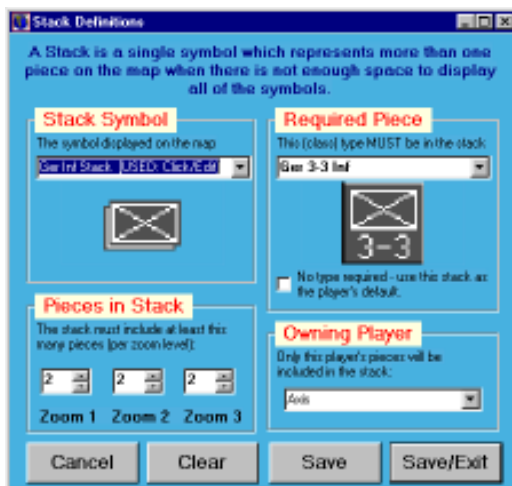 Stack Definitions
A Stack is a single symbol which represents more than one
piece on the map when there is not enough space to display
all of the symbols.
Stack Symbol
The symbol displayed on the map
Ger Inf Stack [USED: Click/Edit
Pieces in Stack
The stack must include at least this
many pieces (per zoom level):
2 2 2
Zoom 1 Zoom 2 Zoom 3
Required Piece
This (class) type MUST be in the stack
Ger 3-3 Inf
3-3
No type required - use this stack as
the player's default.
Owning Player
Only this player's pieces will be
included in the stack:
Axis
Cancel Clear Save Save/Exit